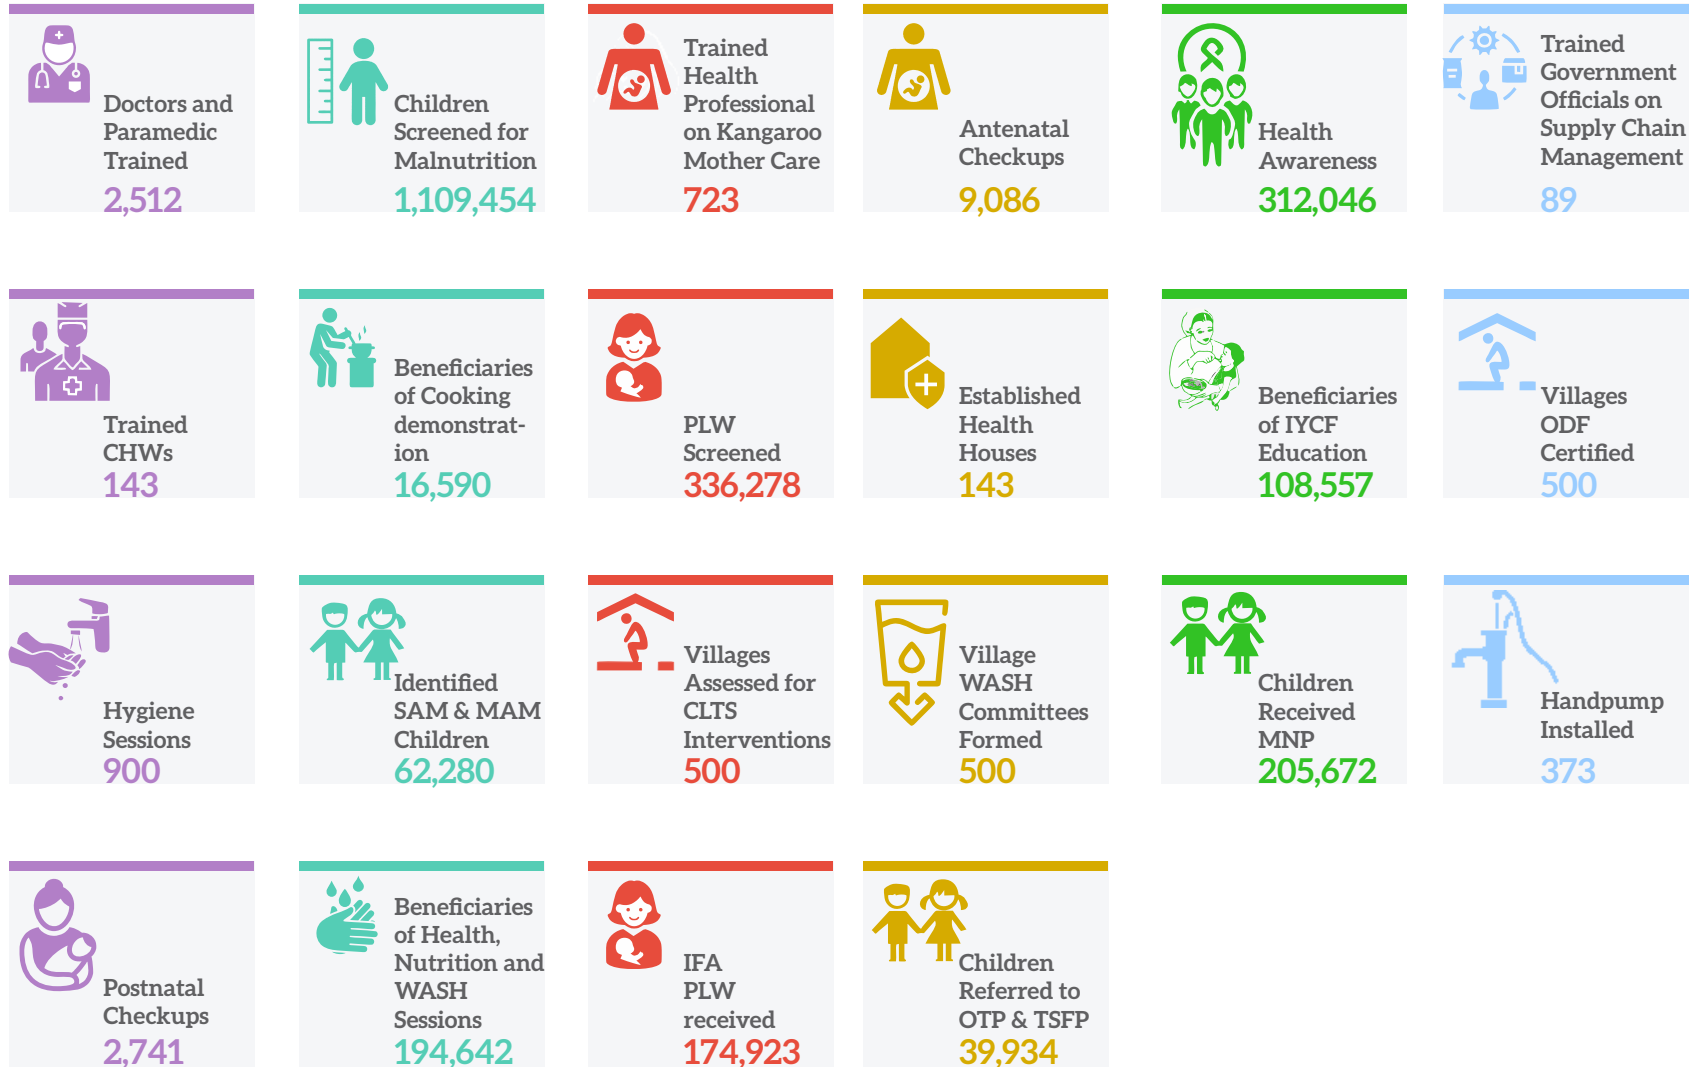 Doctors and
Paramedic
Trained
2,512
Children
Screened for
Malnutrition
1,109,454
Trained
Health
Professional
on Kangaroo
Mother Care
723
Antenatal
Checkups
9,086
Health
Awareness
312,046
Trained
Government
Officials on
Supply Chain
Management
89
Trained
CHWs
143
Beneficiaries
of Cooking
demonstrat-
ion
16,590
PLW
Screened
336,278
Established
Health
Houses
143
Beneficiaries
of IYCF
Education
108,557
Villages
ODF
Certified
500
Hygiene
Sessions
900
Identified
SAM & MAM
Children
62,280
Villages
Assessed for
CLTS
Interventions
500
Village
WASH
Committees
Formed
500
Children
Received
MNP
205,672
Handpump
Installed
373
Postnatal
Checkups
2,741
Beneficiaries
of Health,
Nutrition and
WASH
Sessions
194,642
IFA
PLW
received
174,923
Children
Referred to
OTP & TSFP
39,934